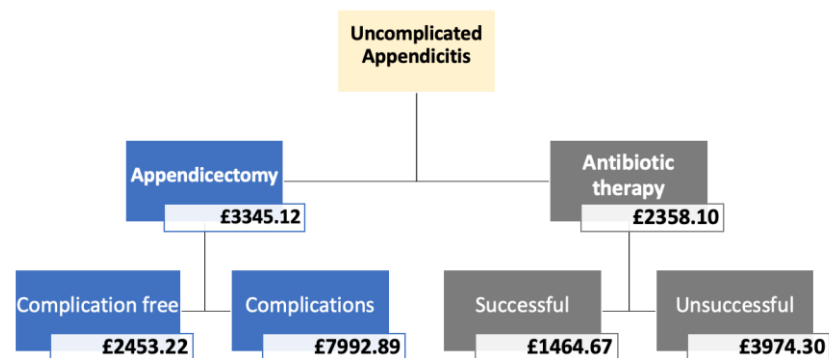 Uncomplicated
Appendicitis
Appendicectomy
£3345.12
Antibiotic
therapy
£2358.10
Complication free
£2453.22
Complications
£7992.89
Successful
£1464.67
Unsuccessful
£3974.30